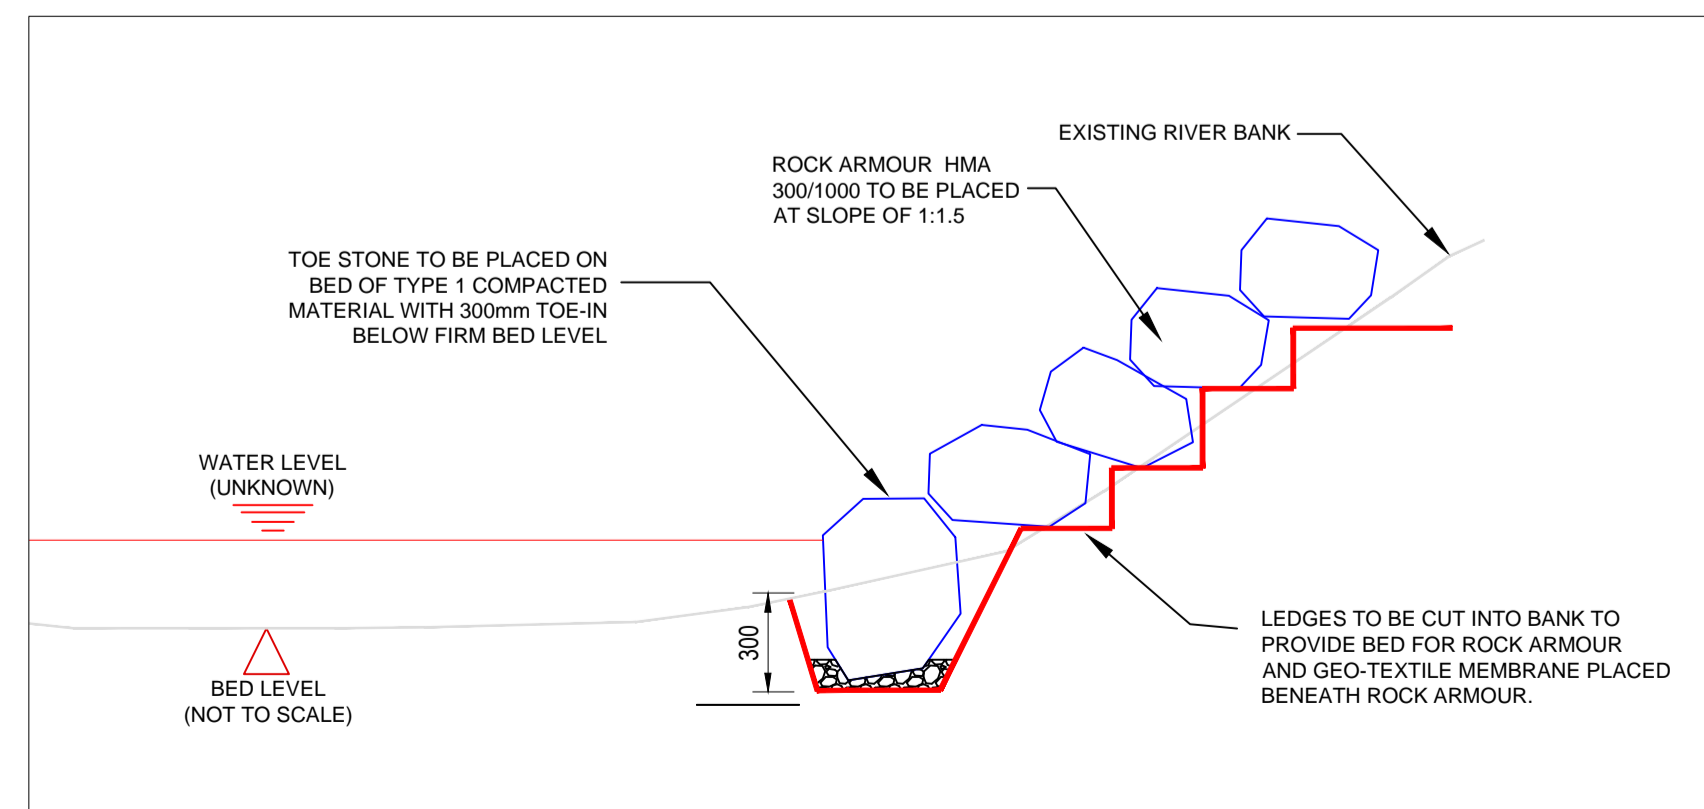 EXISTING RIVER BANK
ROCK ARMOUR HMA
300/1000 TO BE PLACED
AT SLOPE OF 1:1.5
TOE STONE TO BE PLACED ON
BED OF TYPE 1 COMPACTED
MATERIAL WITH 300mm TOE-IN
BELOW FIRM BED LEVEL
WATER LEVEL
(UNKNOWN)
300
LEDGES TO BE CUT INTO BANK TO
PROVIDE BED FOR ROCK ARMOUR
AND GEO-TEXTILE MEMBRANE PLACED
BENEATH ROCK ARMOUR.
BED LEVEL
(NOT TO SCALE)